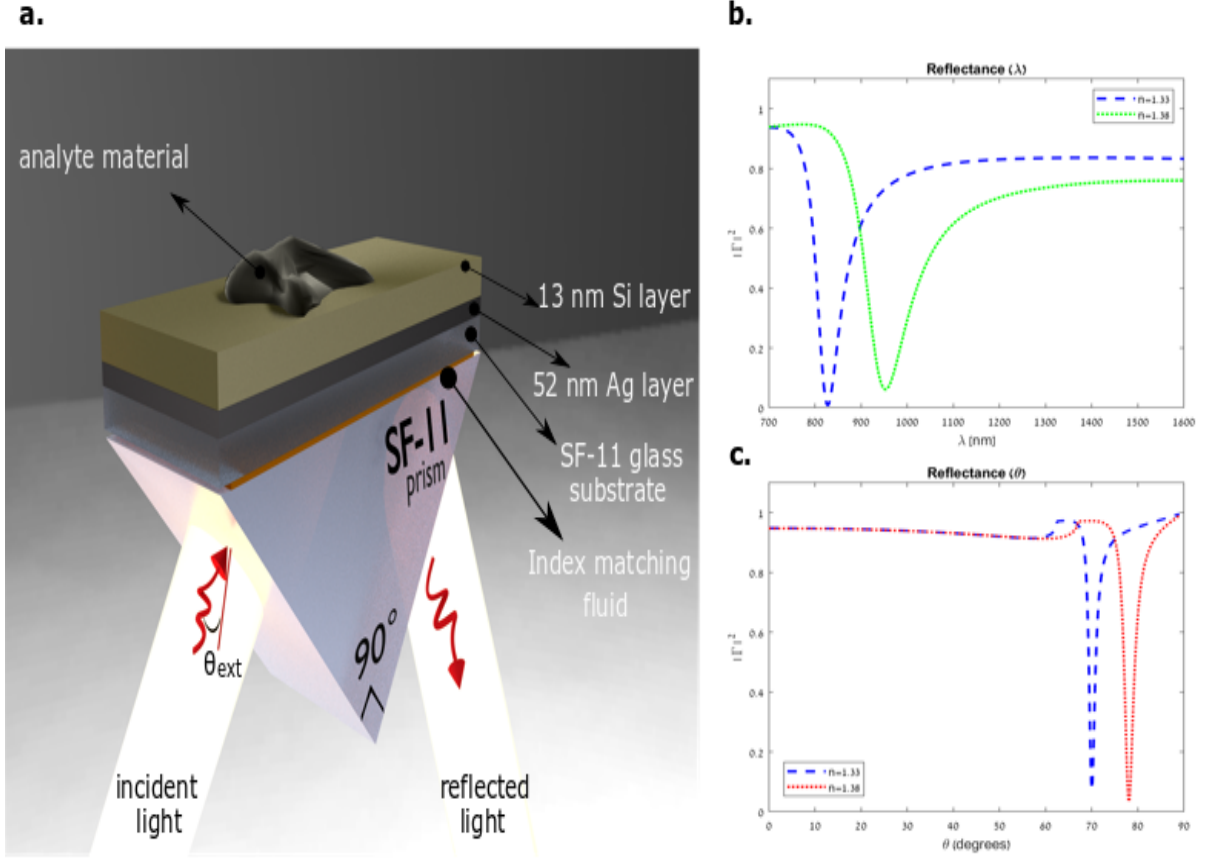 a.
analyte material
13 nm Si layer
52 nm Ag layer
SF-11 glass
substrate
Index matching
fluid
SF-11
prism
90°
θext
incident
light
reflected
light
b.
Reflectance (λ)
n=1.33
n=1.38
|Γ|²
1
0.8
0.6
0.4
0.2
0
700 800 900 1000 1100 1200 1300 1400 1500 1600
λ [nm]
c.
Reflectance (θ)
n=1.33
n=1.38
|Γ|²
1
0.8
0.6
0.4
0.2
0
0 10 20 30 40 50 60 70 80 90
θ (degrees)